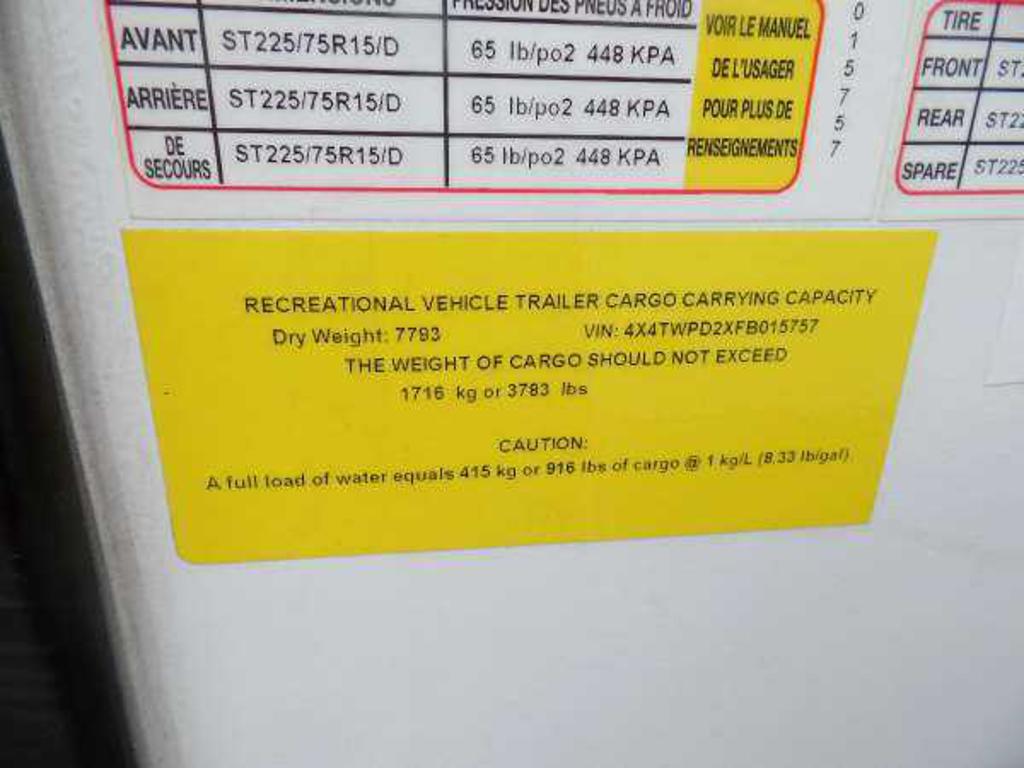 PRESSION DES PNEUS À FROID
AVANT ST225/75R15/D 65 lb/po2 448 KPA
ARRIÈRE ST225/75R15/D 65 lb/po2 448 KPA
DE
SECOURS ST225/75R15/D 65 lb/po2 448 KPA
VOIR LE MANUEL
DE L'USAGER
POUR PLUS DE
RENSEIGNEMENTS
0
1
5
7
5
7
TIRE
FRONT
REAR
SPARE ST225
RECREATIONAL VEHICLE TRAILER CARGO CARRYING CAPACITY
Dry Weight: 7793 VIN: 4X4TWPD2XFB015757
THE WEIGHT OF CARGO SHOULD NOT EXCEED
1716 kg or 3783 lbs
CAUTION:
A full load of water equals 415 kg or 916 lbs of cargo @ 1 kg/L (8.33 lb/gal)